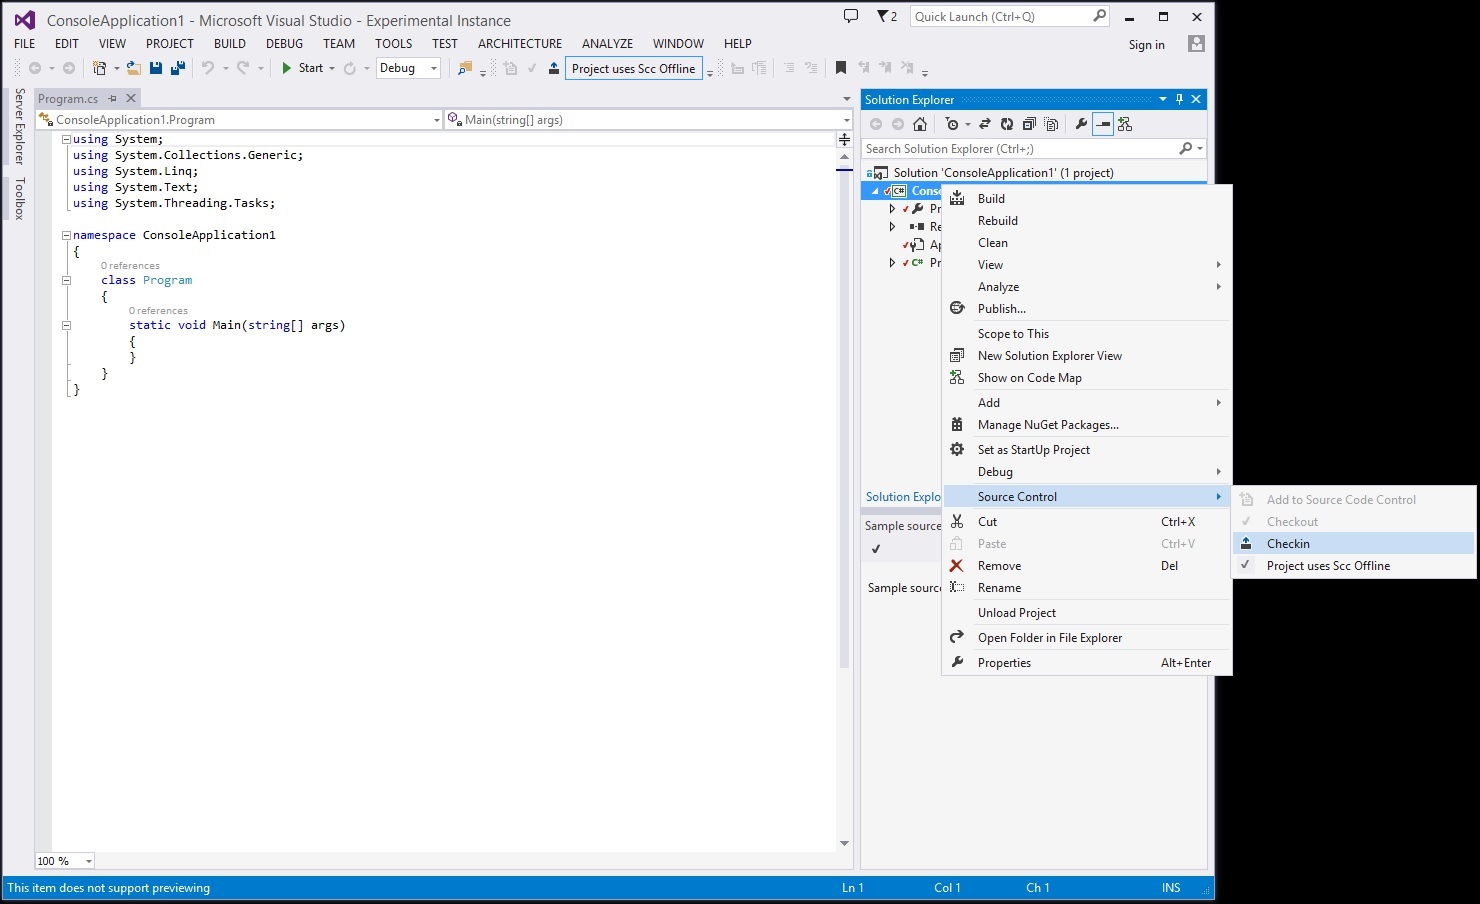 ConsoleApplication1 - Microsoft Visual Studio - Experimental Instance
2
Quick Launch (Ctrl+Q)
FILE EDIT VIEW PROJECT BUILD DEBUG TEAM TOOLS TEST ARCHITECTURE ANALYZE WINDOW HELP
Sign in
Start Debug Project uses Scc Offline
Server Explorer
Toolbox
Program.cs
ConsoleApplication1.Program
Main(string[] args)
using System;
using System.Collections.Generic;
using System.Linq;
using System.Text;
using System.Threading.Tasks;
namespace ConsoleApplication1
{
0 references
class Program
{
0 references
static void Main(string[] args)
{
}
}
}
100 %
Solution Explorer
Search Solution Explorer (Ctrl+;)
Solution 'ConsoleApplication1' (1 project)
C# Conso
Pr
Re
Ap
C# Pr
Solution Explo
Sample source
Sample sourc
Build
Rebuild
Clean
View
Analyze
Publish...
Scope to This
New Solution Explorer View
Show on Code Map
Add
Manage NuGet Packages...
Set as StartUp Project
Debug
Source Control
Cut Ctrl+X
Paste Ctrl+V
Remove Del
Rename
Unload Project
Open Folder in File Explorer
Properties Alt+Enter
Add to Source Code Control
Checkout
Checkin
Project uses Scc Offline
This item does not support previewing
Ln 1 Col 1 Ch 1 INS